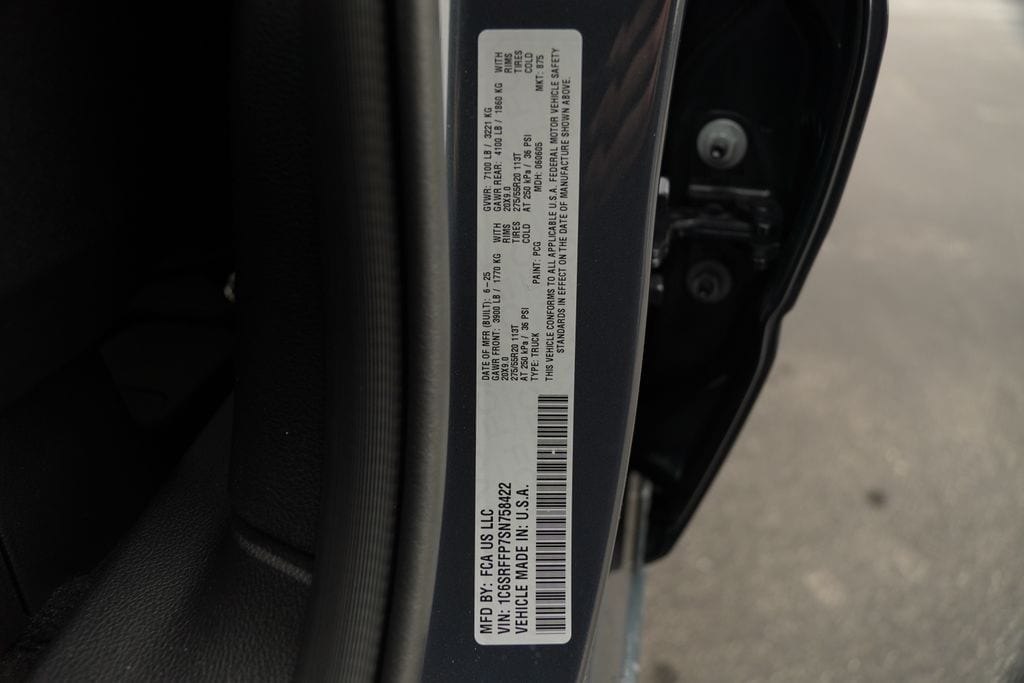 MFD BY: FCA US LLC
VIN: 1C6SRFFP7SN758422
VEHICLE MADE IN: U.S.A.
DATE OF MFR (BUILT): 6-25 GVWR: 7100 LB / 3221 KG
GAWR FRONT: 3900 LB / 1770 KG WITH GAWR REAR: 4100 LB / 1860 KG WITH
20X9.0 RIMS 20X9.0 RIMS
275/55R20 113T TIRES 275/55R20 113T TIRES
AT 250 kPa / 36 PSI COLD AT 250 kPa / 36 PSI COLD
TYPE: TRUCK PAINT: PCG MDH: 060605 MKT: 875
THIS VEHICLE CONFORMS TO ALL APPLICABLE U.S.A. FEDERAL MOTOR VEHICLE SAFETY
STANDARDS IN EFFECT ON THE DATE OF MANUFACTURE SHOWN ABOVE.